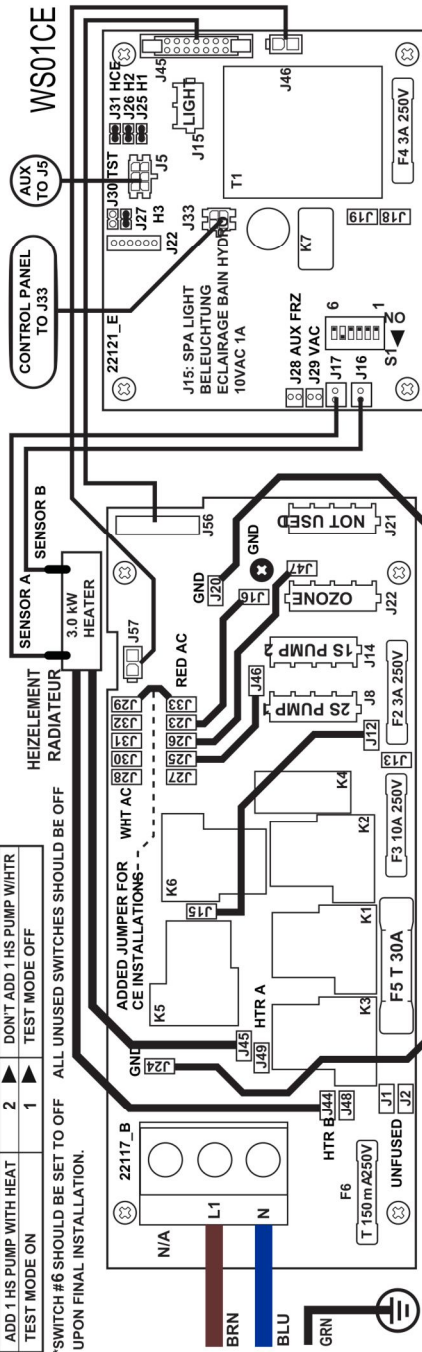 ADD 1 HS PUMP WITH HEAT
2
DON'T ADD 1 HS PUMP W/HTR
TEST MODE ON
1
TEST MODE OFF
*SWITCH #6 SHOULD BE SET TO OFF
UPON FINAL INSTALLATION.
ALL UNUSED SWITCHES SHOULD BE OFF
WS01CE
CONTROL PANEL
TO J33
AUX
TO J5
HEIZELEMENT
RADIATEUR
SENSOR A
SENSOR B
3.0 kW
HEATER
22117_B
N/A
L1
N
BRN
BLU
GRN
GND
J24
ADDED JUMPER FOR
CE INSTALLATIONS
WHT AC
RED AC
J28
J30
J31
J32
J29
J27
J25
J26
J23
J33
J57
J56
K5
K6
J15
HTR A
J45
J49
HTR B
J44
J48
K3
K1
K2
K4
J46
J16
J47
GND
J20
GND
J12
J13
2S PUMP 1
J8
1S PUMP 2
J14
OZONE
J22
NOT USED
J21
F6
T 150 mA250V
J1
J2
UNFUSED
F5 T 30A
F3 10A 250V
F2 3A 250V
22121_E
J22
J30 TST
J27
H3
J5
J31 HCE
J26 H2
J25 H1
J45
J46
J33
LIGHT
J15
J15: SPA LIGHT
BELEUCHTUNG
ECLAIRAGE BAIN HYDRO
10VAC 1A
T1
K7
J28 AUX FRZ
J29 VAC
J17
J16
S1
6
1
ON
J19
J18
F4 3A 250V